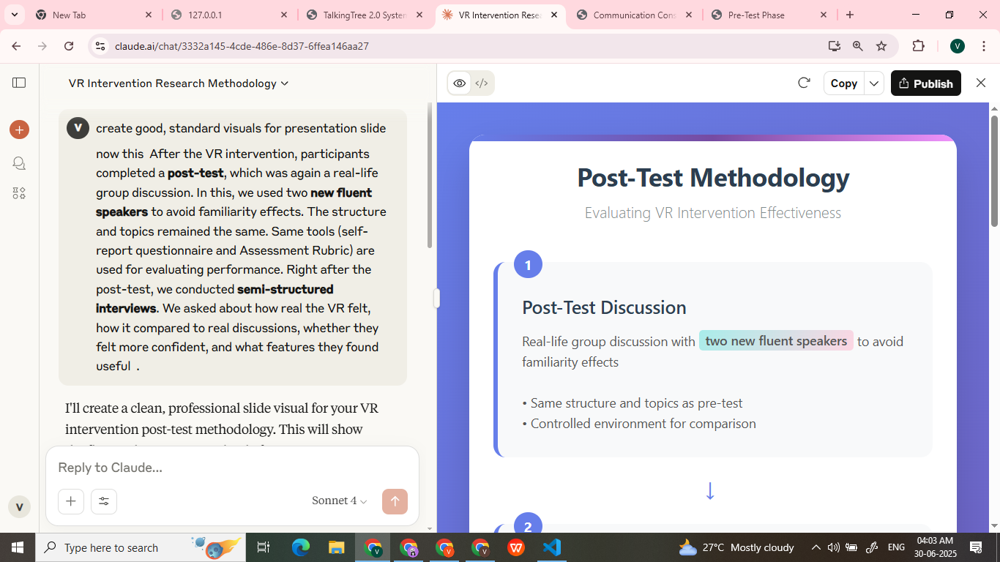 New Tab
127.0.0.1
TalkingTree 2.0 System
VR Intervention Rese
Communication Cons
Pre-Test Phase
claude.ai/chat/3332a145-4cde-486e-8d37-6ffea146aa27
V
VR Intervention Research Methodology
Copy
Publish
V
create good, standard visuals for presentation slide
now this After the VR intervention, participants
completed a post-test, which was again a real-life
group discussion. In this, we used two new fluent
speakers to avoid familiarity effects. The structure
and topics remained the same. Same tools (self-
report questionnaire and Assessment Rubric) are
used for evaluating performance. Right after the
post-test, we conducted semi-structured
interviews. We asked about how real the VR felt,
how it compared to real discussions, whether they
felt more confident, and what features they found
useful .
I'll create a clean, professional slide visual for your VR
intervention post-test methodology. This will show
Reply to Claude...
Sonnet 4
V
Post-Test Methodology
Evaluating VR Intervention Effectiveness
1
Post-Test Discussion
Real-life group discussion with two new fluent speakers to avoid
familiarity effects
• Same structure and topics as pre-test
• Controlled environment for comparison
↓
2
Type here to search
27°C Mostly cloudy
ENG
04:03 AM
30-06-2025